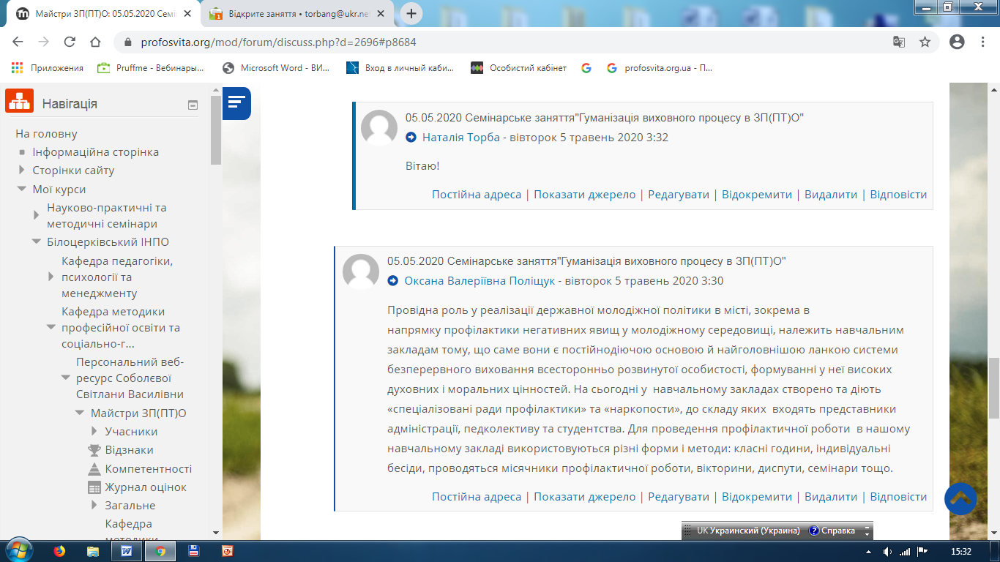 Майстри ЗП(ПТ)О: 05.05.2020 Семі
Відкрите заняття • torbang@ukr.ne
profosvita.org/mod/forum/discuss.php?d=2696#p8684
Приложения
Pruffme - Вебинары...
Microsoft Word - ВИ...
Вход в личный каби...
Особистий кабінет
profosvita.org.ua - П...
Навігація
На головну
Інформаційна сторінка
Сторінки сайту
Мої курси
Науково-практичні та
методичні семінари
Білоцерківський ІНПО
Кафедра педагогіки,
психології та
менеджменту
Кафедра методики
професійної освіти та
соціально-г...
Персональний веб-
ресурс Соболєвої
Світлани Василівни
Майстри ЗП(ПТ)О
Учасники
Відзнаки
Компетентності
Журнал оцінок
Загальне
Кафедра
методики
05.05.2020 Семінарське заняття"Гуманізація виховного процесу в ЗП(ПТ)О"
Наталія Торба - вівторок 5 травень 2020 3:32
Вітаю!
Постійна адреса | Показати джерело | Редагувати | Відокремити | Видалити | Відповісти
05.05.2020 Семінарське заняття"Гуманізація виховного процесу в ЗП(ПТ)О"
Оксана Валеріївна Поліщук - вівторок 5 травень 2020 3:30
Провідна роль у реалізації державної молодіжної політики в місті, зокрема в
напрямку профілактики негативних явищ у молодіжному середовищі, належить навчальним
закладам тому, що саме вони є постійнодіючою основою й найголовнішою ланкою системи
безперервного виховання всесторонньо розвинутої особистості, формуванні у неї високих
духовних і моральних цінностей. На сьогодні у  навчальному закладах створено та діють
«спеціалізовані ради профілактики» та «наркопости», до складу яких  входять представники
адміністрації, педколективу та студентства. Для проведення профілактичної роботи  в нашому
навчальному закладі використовуються різні форми і методи: класні години, індивідуальні
бесіди, проводяться місячники профілактичної роботи, вікторини, диспути, семінари тощо.
Постійна адреса | Показати джерело | Редагувати | Відокремити | Видалити | Відповісти
UK Украинский (Украина)
Справка
15:32